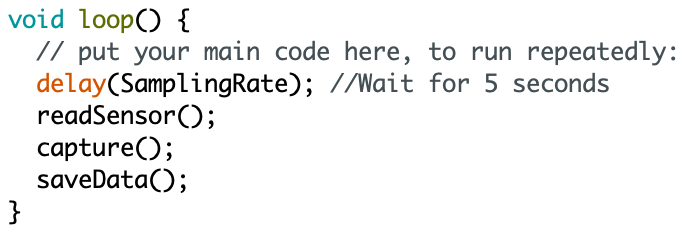 void loop() {
  // put your main code here, to run repeatedly:
  delay(SamplingRate); //Wait for 5 seconds
  readSensor();
  capture();
  saveData();
}